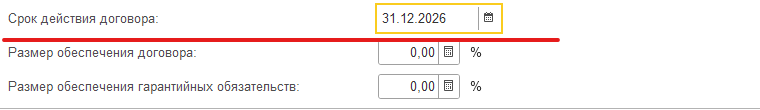 Срок действия договора: 31.12.2026
Размер обеспечения договора: 0,00 %
Размер обеспечения гарантийных обязательств: 0,00 %